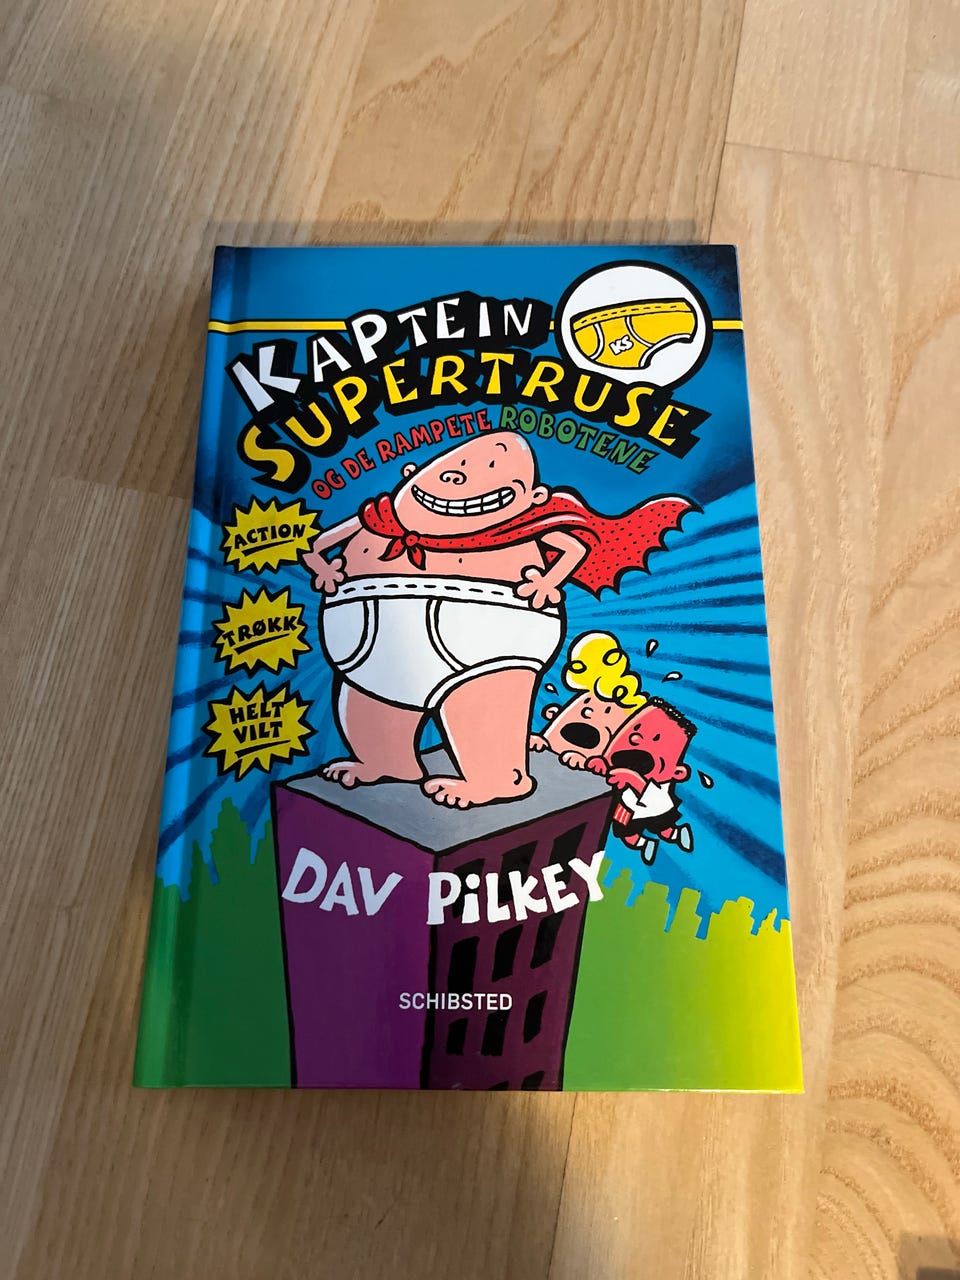 KAPTEIN
KS
SUPERTRUSE
OG DE RAMPETE ROBOTENE
ACTION
TRØKK
HELT
VILT
DAV PiLKEY
SCHIBSTED